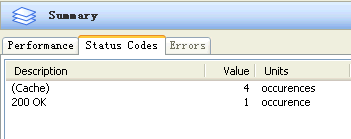 Summary
Performance Status Codes Errors
Description Value Units
(Cache) 4 occurences
200 OK 1 occurence